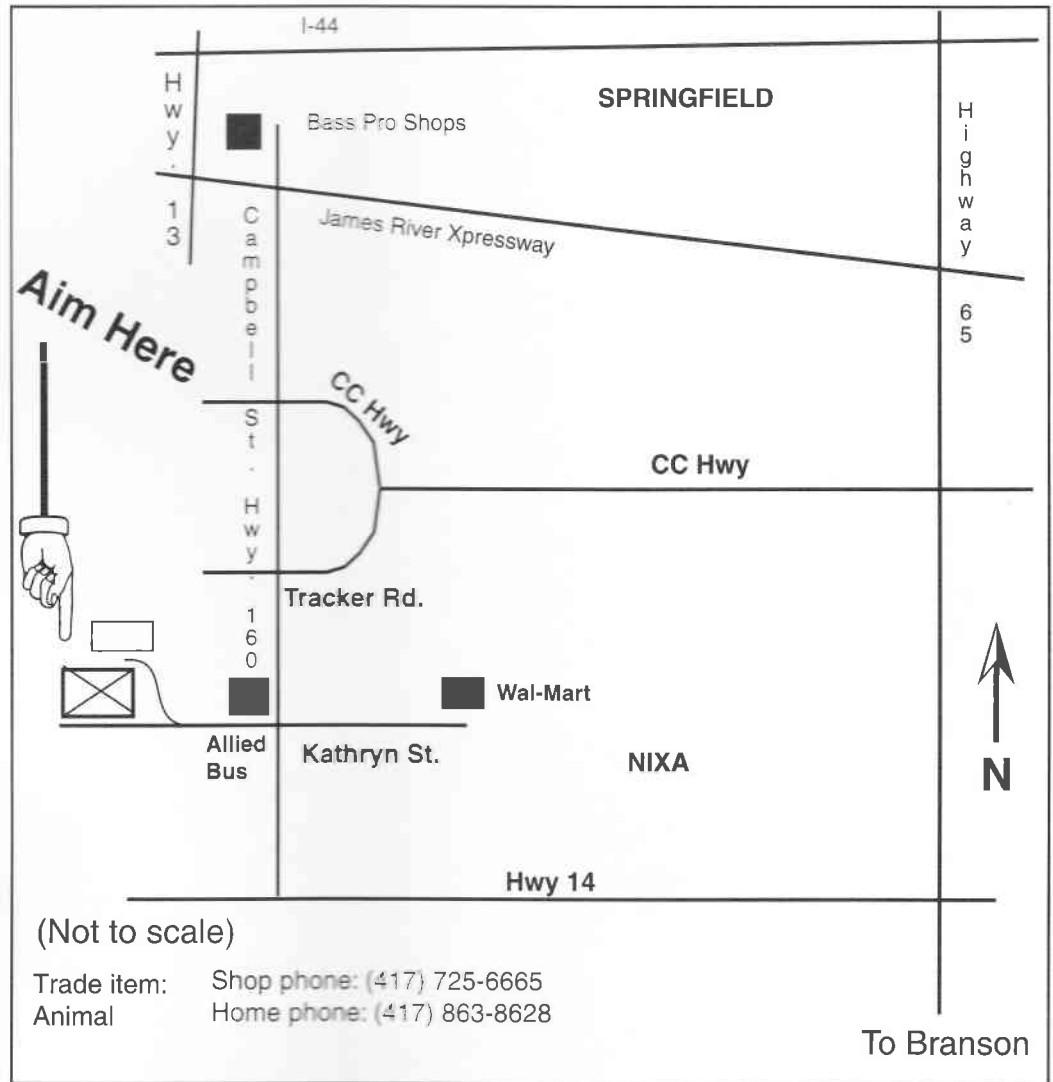 I-44
Hwy. 13
SPRINGFIELD
Bass Pro Shops
Highway 65
James River Xpressway
Campbell St. Hwy. 160
Aim Here
CC Hwy
CC Hwy
Tracker Rd.
Wal-Mart
Allied
Bus
Kathryn St.
NIXA
N
Hwy 14
(Not to scale)
Trade item: Shop phone: (417) 725-6665
Animal Home phone: (417) 863-8628
To Branson